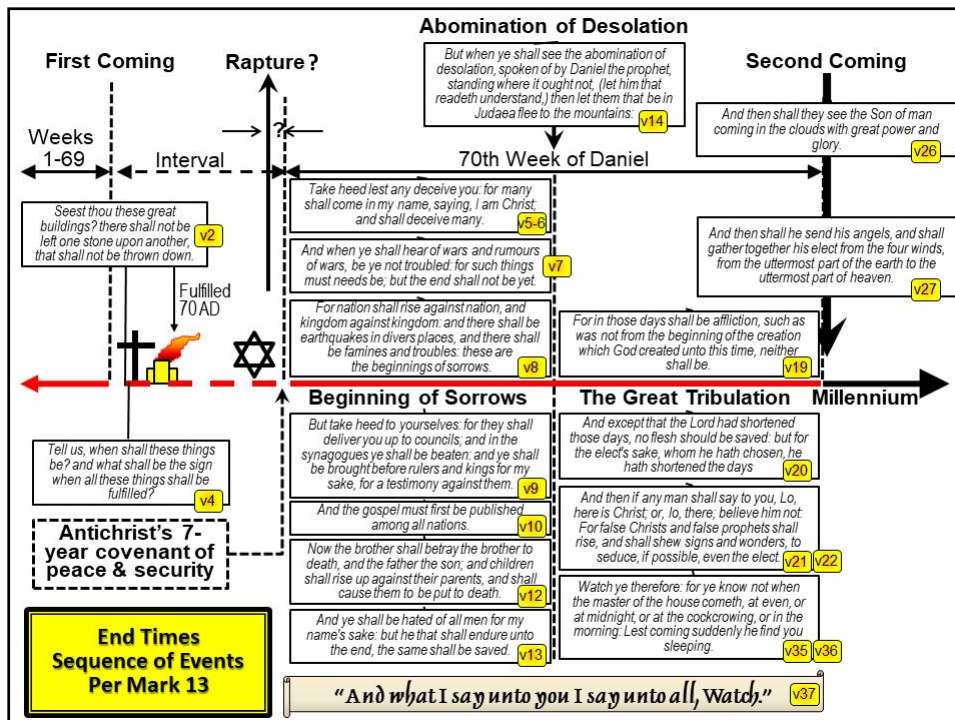 Abomination of Desolation
But when ye shall see the abomination of
desolation, spoken of by Daniel the prophet,
standing where it ought not, (let him that
readeth understand,) then let them that be in
Judaea flee to the mountains:
v14
First Coming
Rapture?
Second Coming
And then shall they see the Son of man
coming in the clouds with great power and
glory.
v26
?
Weeks
1-69
Interval
70th Week of Daniel
Seest thou these great
buildings? there shall not be
left one stone upon another,
that shall not be thrown down.
v2
Fulfilled
70 AD
Take heed lest any deceive you: for many
shall come in my name, saying, I am Christ;
and shall deceive many.
v5-6
And when ye shall hear of wars and rumours
of wars, be ye not troubled: for such things
must needs be; but the end shall not be yet.
v7
For nation shall rise against nation, and
kingdom against kingdom: and there shall be
earthquakes in divers places, and there
shall be famines and troubles: these are
the beginnings of sorrows.
v8
And then shall he send his angels, and shall
gather together his elect from the four winds,
from the uttermost part of the earth to the
uttermost part of heaven.
v27
For in those days shall be affliction, such as
was not from the beginning of the creation
which God created unto this time, neither
shall be.
v19
Beginning of Sorrows
The Great Tribulation
Millennium
Tell us, when shall these things
be? and what shall be the sign
when all these things shall be
fulfilled?
v4
Antichrist's 7-
year covenant of
peace & security
But take heed to yourselves: for they shall
deliver you up to councils; and in the
synagogues ye shall be beaten: and ye shall
be brought before rulers and kings for my
sake, for a testimony against them.
v9
And the gospel must first be published
among all nations.
v10
Now the brother shall betray the brother to
death, and the father the son; and children
shall rise up against their parents, and shall
cause them to be put to death.
v12
And ye shall be hated of all men for my
name's sake: but he that shall endure unto
the end, the same shall be saved.
v13
And except that the Lord had shortened
those days, no flesh should be saved: but for
the elect's sake, whom he hath chosen, he
hath shortened the days
v20
And then if any man shall say to you, Lo,
here is Christ; or, lo, there; believe him not:
For false Christs and false prophets shall
rise, and shall shew signs and wonders, to
seduce, if possible, even the elect.
v21 v22
Watch ye therefore: for ye know not when
the master of the house cometh, at even, or
at midnight, or at the cockcrowing, or in the
morning: Lest coming suddenly he find you
sleeping.
v35 v36
End Times
Sequence of Events
Per Mark 13
"And what I say unto you I say unto all, Watch."
v37